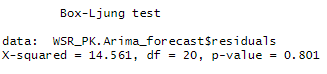 Box-Ljung test
data:  WSR_PK.Arima_forecast$residuals
X-squared = 14.561, df = 20, p-value = 0.801